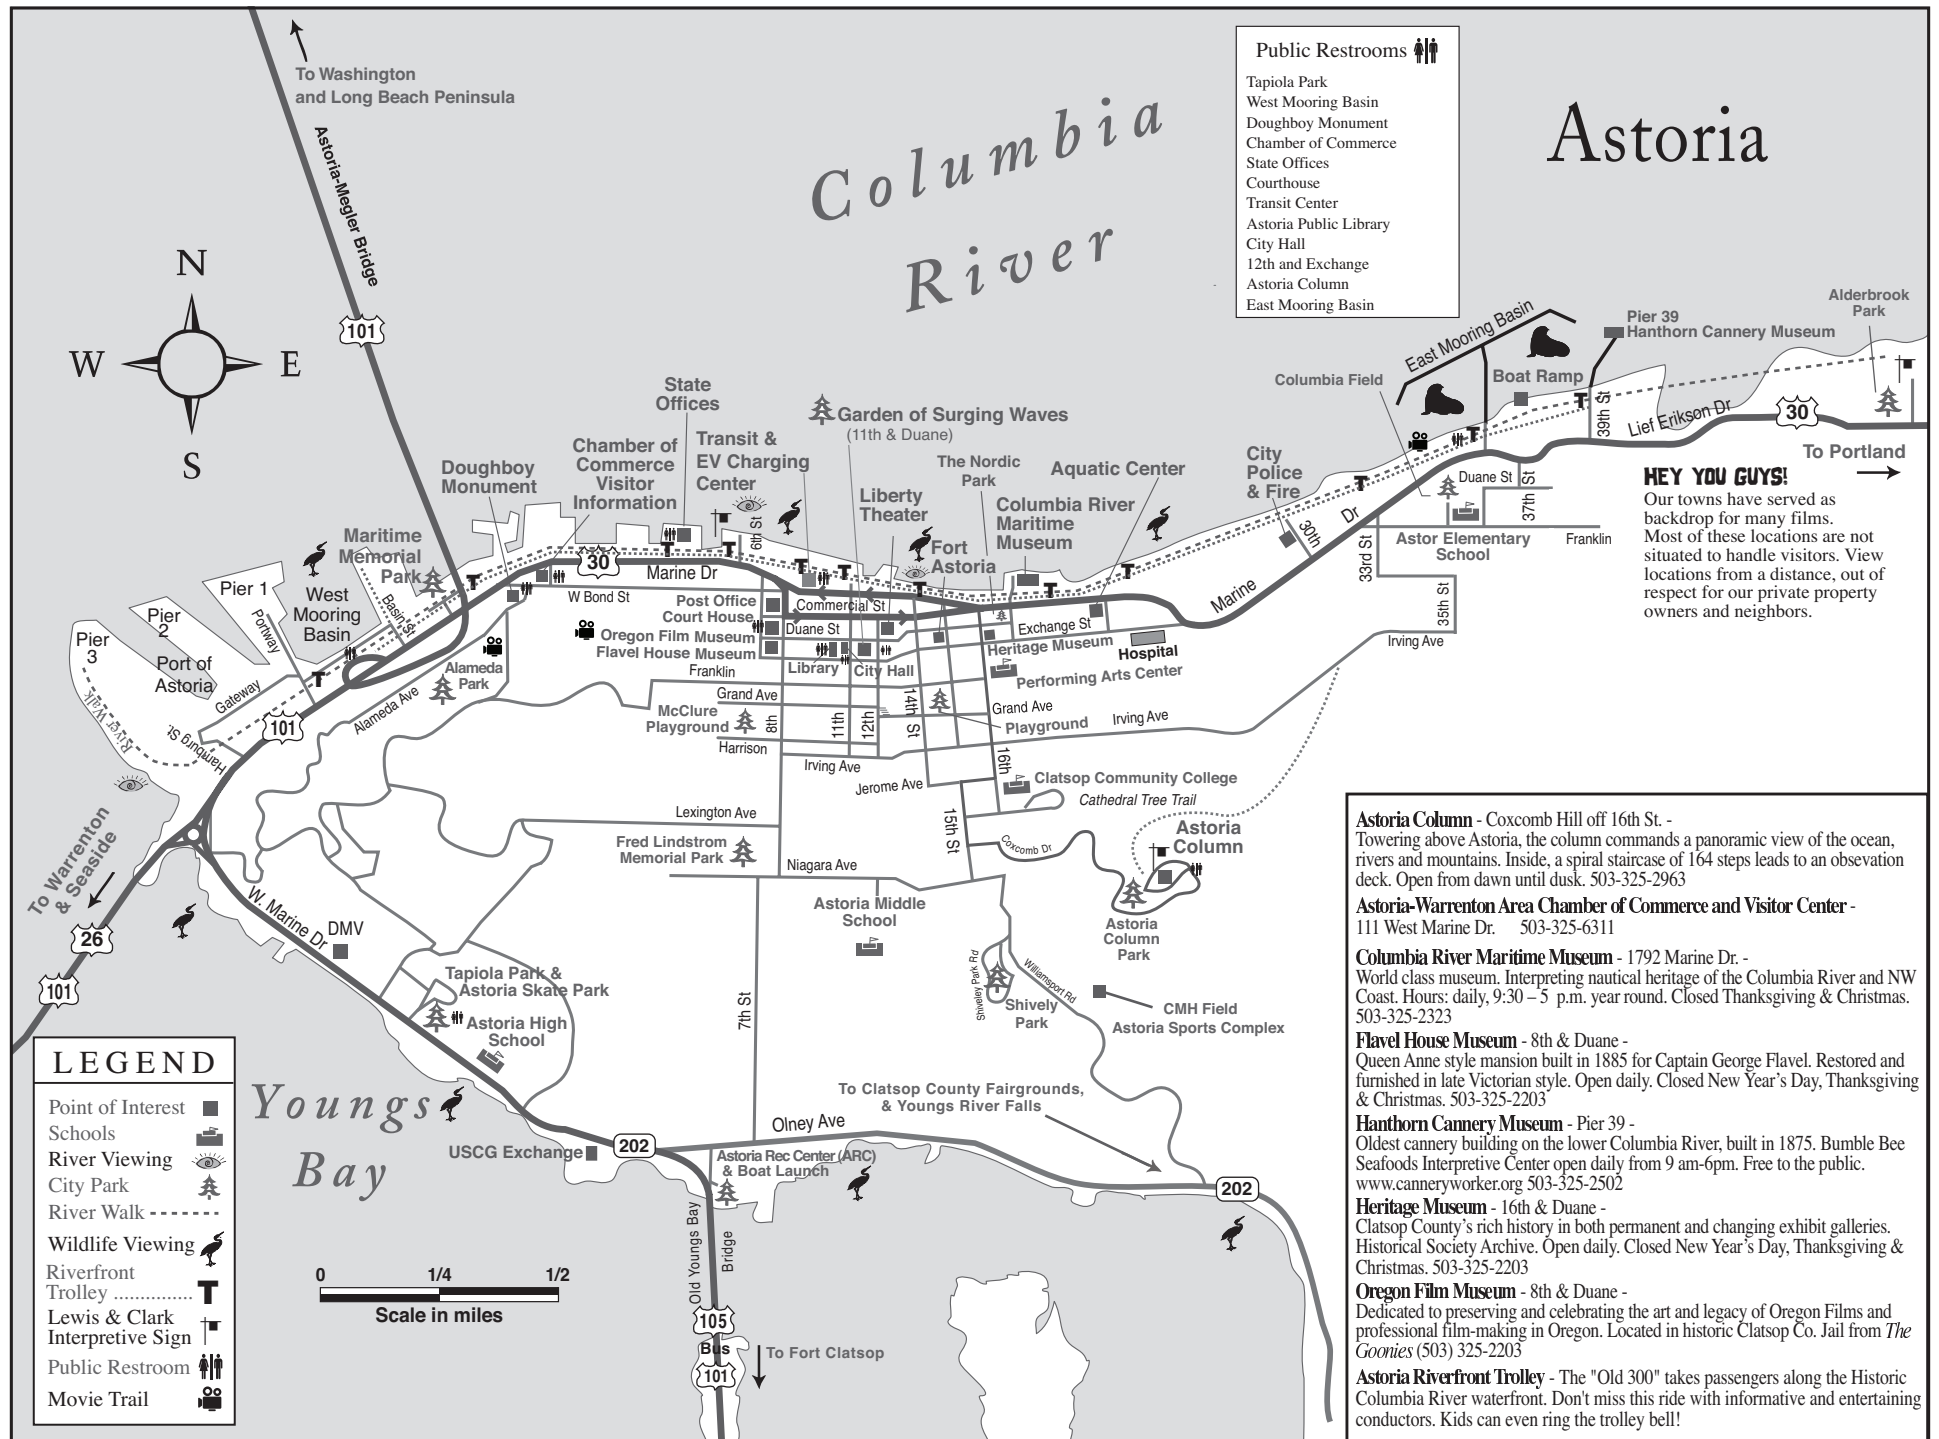 To Washington
and Long Beach Peninsula
Astoria-Megler Bridge
101
N
W
E
S
Columbia
River
Public Restrooms
Tapiola Park
West Mooring Basin
Doughboy Monument
Chamber of Commerce
State Offices
Courthouse
Transit Center
Astoria Public Library
City Hall
12th and Exchange
Astoria Column
East Mooring Basin
Astoria
Alderbrook
Park
Pier 39
Hanthorn Cannery Museum
East Mooring Basin
Boat Ramp
Columbia Field
39th St
Lief Erikson Dr
30
To Portland
HEY YOU GUYS!
Our towns have served as
backdrop for many films.
Most of these locations are not
situated to handle visitors. View
locations from a distance, out of
respect for our private property
owners and neighbors.
State
Offices
Garden of Surging Waves
(11th & Duane)
Chamber of
Commerce
Visitor
Information
Transit &
EV Charging
Center
Doughboy
Monument
Liberty
Theater
The Nordic
Park
Aquatic Center
Columbia River
Maritime
Museum
City
Police
& Fire
Duane St
37th St
Astor Elementary
School
Franklin
33rd St
35th St
30th
Marine
Dr
Irving Ave
Maritime
Memorial
Park
6th St
Fort
Astoria
30
Marine Dr
W Bond St
Commercial St
Post Office
Court House
Duane St
Oregon Film Museum
Flavel House Museum
Library
City Hall
Exchange St
Heritage Museum
Hospital
Performing Arts Center
Pier 1
Pier
2
Pier
3
Port of
Astoria
West
Mooring
Basin
Portway
Basin St
Gateway
Hamburg St.
River Walk
101
Alameda Ave
Alameda
Park
Franklin
Grand Ave
McClure
Playground
Harrison
8th
11th
12th
14th St
Grand Ave
Playground
Irving Ave
Irving Ave
Jerome Ave
16th
15th St
Clatsop Community College
Cathedral Tree Trail
Coxcomb Dr
Astoria
Column
Astoria
Column
Park
Lexington Ave
Fred Lindstrom
Memorial Park
Niagara Ave
Astoria Middle
School
7th St
Shiveley Park Rd
Shively
Park
Williamsport Rd
CMH Field
Astoria Sports Complex
To Warrenton
& Seaside
26
101
W. Marine Dr
DMV
Tapiola Park &
Astoria Skate Park
Astoria High
School
Youngs
Bay
USCG Exchange
202
Olney Ave
To Clatsop County Fairgrounds,
& Youngs River Falls
Astoria Rec Center (ARC)
& Boat Launch
202
Old Youngs Bay
Bridge
105
Bus
101
To Fort Clatsop
0 1/4 1/2
Scale in miles
LEGEND
Point of Interest
Schools
River Viewing
City Park
River Walk
Wildlife Viewing
Riverfront
Trolley ...............
Lewis & Clark
Interpretive Sign
Public Restroom
Movie Trail
Astoria Column - Coxcomb Hill off 16th St. -
Towering above Astoria, the column commands a panoramic view of the ocean,
rivers and mountains. Inside, a spiral staircase of 164 steps leads to an obsevation
deck. Open from dawn until dusk. 503-325-2963
Astoria-Warrenton Area Chamber of Commerce and Visitor Center -
111 West Marine Dr. 503-325-6311
Columbia River Maritime Museum - 1792 Marine Dr. -
World class museum. Interpreting nautical heritage of the Columbia River and NW
Coast. Hours: daily, 9:30 – 5 p.m. year round. Closed Thanksgiving & Christmas.
503-325-2323
Flavel House Museum - 8th & Duane -
Queen Anne style mansion built in 1885 for Captain George Flavel. Restored and
furnished in late Victorian style. Open daily. Closed New Year's Day, Thanksgiving
& Christmas. 503-325-2203
Hanthorn Cannery Museum - Pier 39 -
Oldest cannery building on the lower Columbia River, built in 1875. Bumble Bee
Seafoods Interpretive Center open daily from 9 am-6pm. Free to the public.
www.canneryworker.org 503-325-2502
Heritage Museum - 16th & Duane -
Clatsop County's rich history in both permanent and changing exhibit galleries.
Historical Society Archive. Open daily. Closed New Year's Day, Thanksgiving &
Christmas. 503-325-2203
Oregon Film Museum - 8th & Duane -
Dedicated to preserving and celebrating the art and legacy of Oregon Films and
professional film-making in Oregon. Located in historic Clatsop Co. Jail from The
Goonies (503) 325-2203
Astoria Riverfront Trolley - The "Old 300" takes passengers along the Historic
Columbia River waterfront. Don't miss this ride with informative and entertaining
conductors. Kids can even ring the trolley bell!